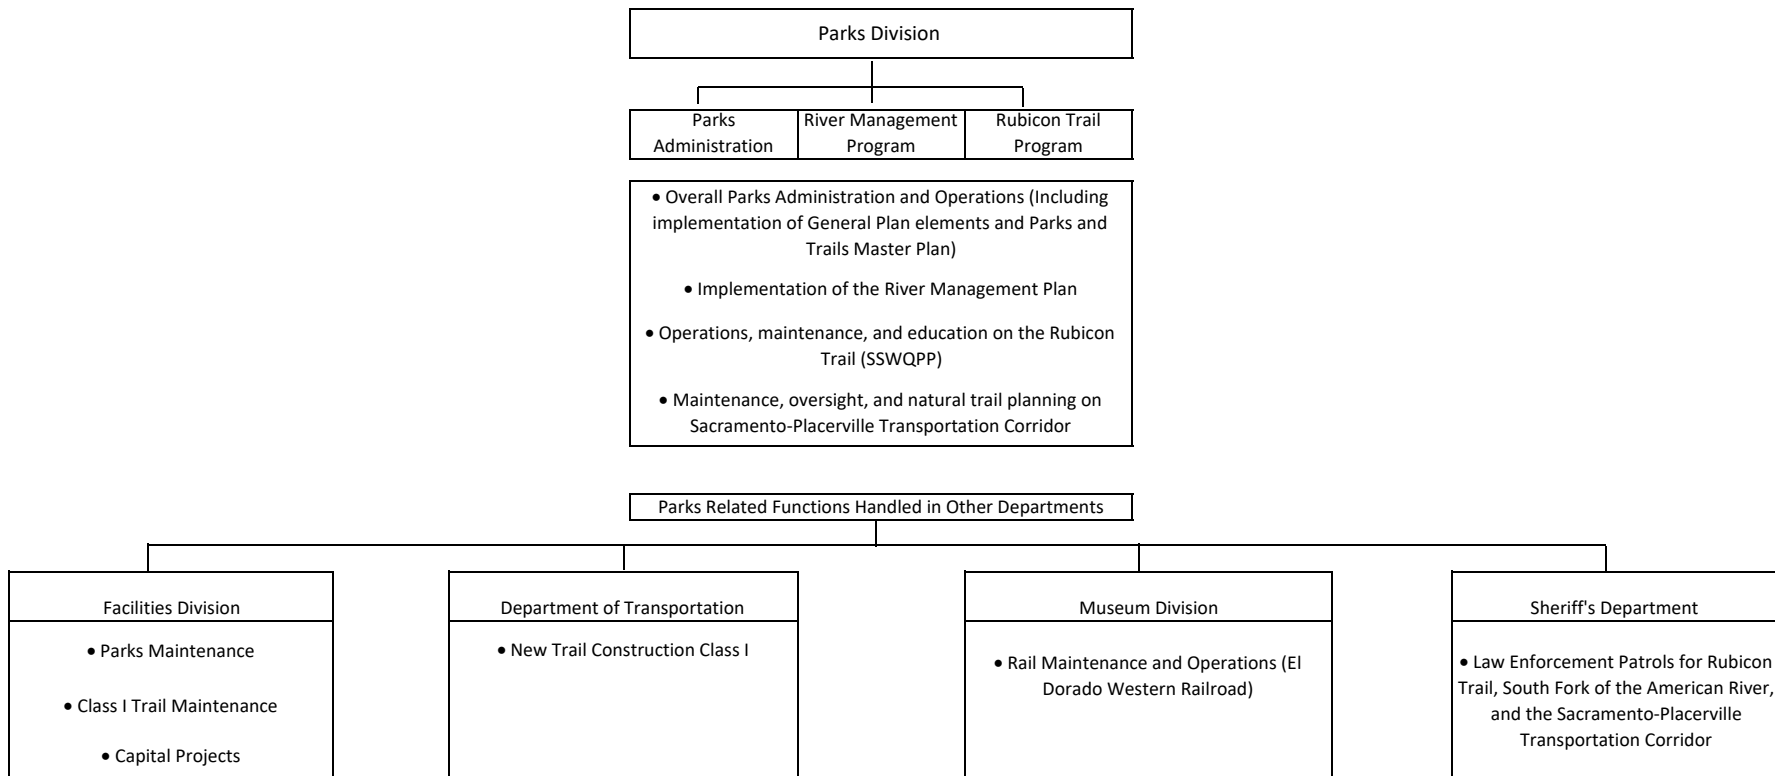 Parks Division
Parks
Administration
River Management
Program
Rubicon Trail
Program
• Overall Parks Administration and Operations (Including
implementation of General Plan elements and Parks and
Trails Master Plan)
• Implementation of the River Management Plan
• Operations, maintenance, and education on the Rubicon
Trail (SSWQPP)
• Maintenance, oversight, and natural trail planning on
Sacramento-Placerville Transportation Corridor
Parks Related Functions Handled in Other Departments
Facilities Division
• Parks Maintenance
• Class I Trail Maintenance
• Capital Projects
Department of Transportation
• New Trail Construction Class I
Museum Division
• Rail Maintenance and Operations (El
Dorado Western Railroad)
Sheriff's Department
• Law Enforcement Patrols for Rubicon
Trail, South Fork of the American River,
and the Sacramento-Placerville
Transportation Corridor